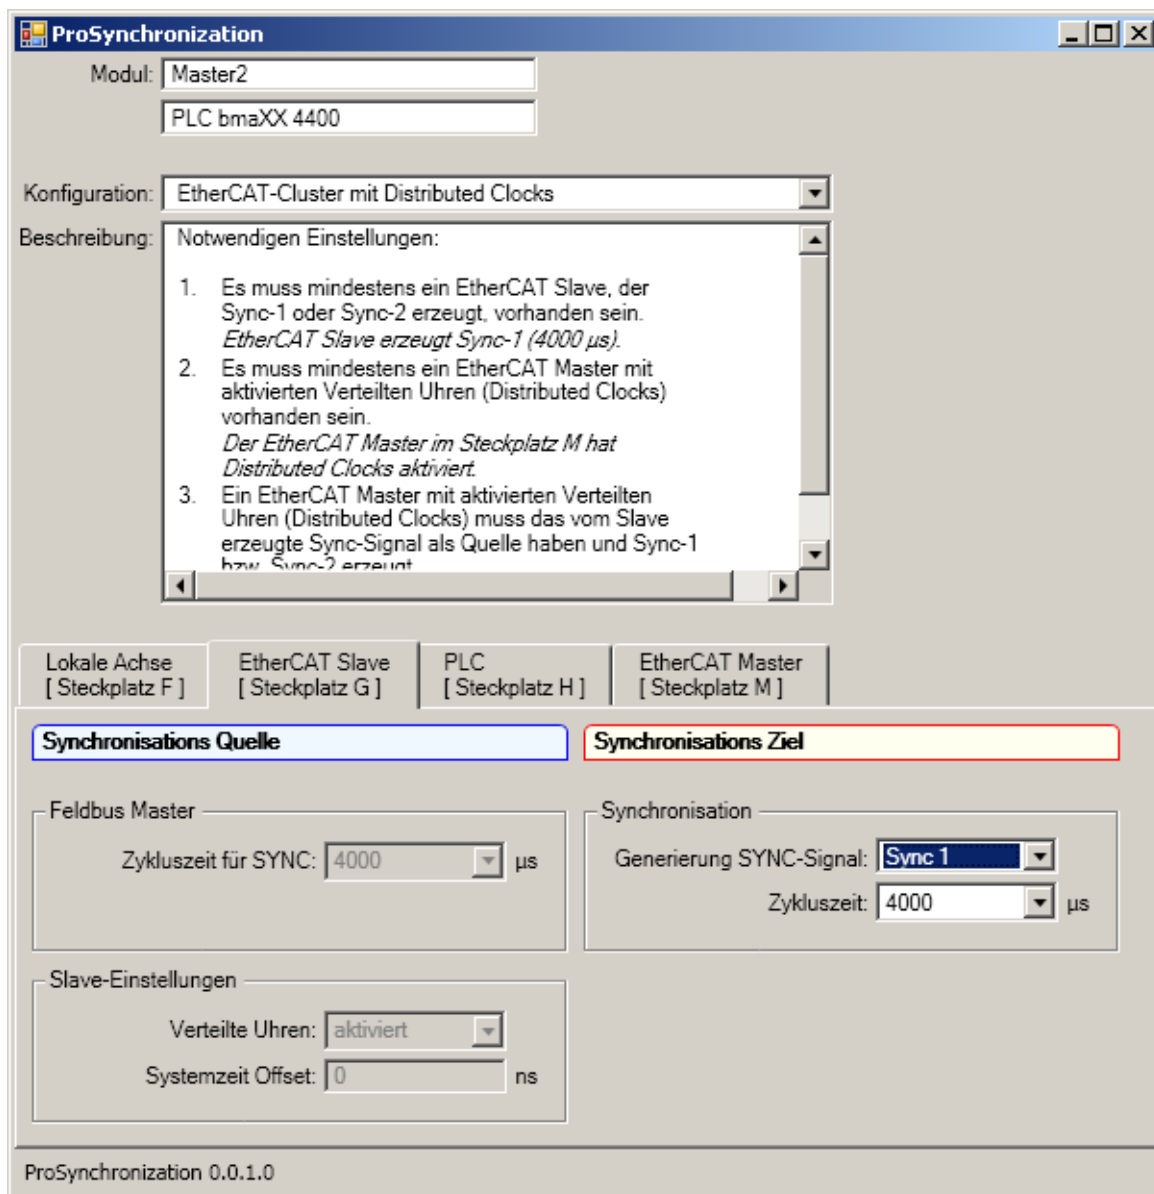 ProSynchronization
Modul: Master2
PLC bmaXX 4400
Konfiguration: EtherCAT-Cluster mit Distributed Clocks
Beschreibung: Notwendigen Einstellungen:
1. Es muss mindestens ein EtherCAT Slave, der
Sync-1 oder Sync-2 erzeugt, vorhanden sein.
EtherCAT Slave erzeugt Sync-1 (4000 µs).
2. Es muss mindestens ein EtherCAT Master mit
aktivierten Verteilten Uhren (Distributed Clocks)
vorhanden sein.
Der EtherCAT Master im Steckplatz M hat
Distributed Clocks aktiviert.
3. Ein EtherCAT Master mit aktivierten Verteilten
Uhren (Distributed Clocks) muss das vom Slave
erzeugte Sync-Signal als Quelle haben und Sync-1
bzw. Sync-2 erzeugt
Lokale Achse
[ Steckplatz F ]
EtherCAT Slave
[ Steckplatz G ]
PLC
[ Steckplatz H ]
EtherCAT Master
[ Steckplatz M ]
Synchronisations Quelle
Synchronisations Ziel
Feldbus Master
Zykluszeit für SYNC: 4000 µs
Synchronisation
Generierung SYNC-Signal: Sync 1
Zykluszeit: 4000 µs
Slave-Einstellungen
Verteilte Uhren: aktiviert
Systemzeit Offset: 0 ns
ProSynchronization 0.0.1.0